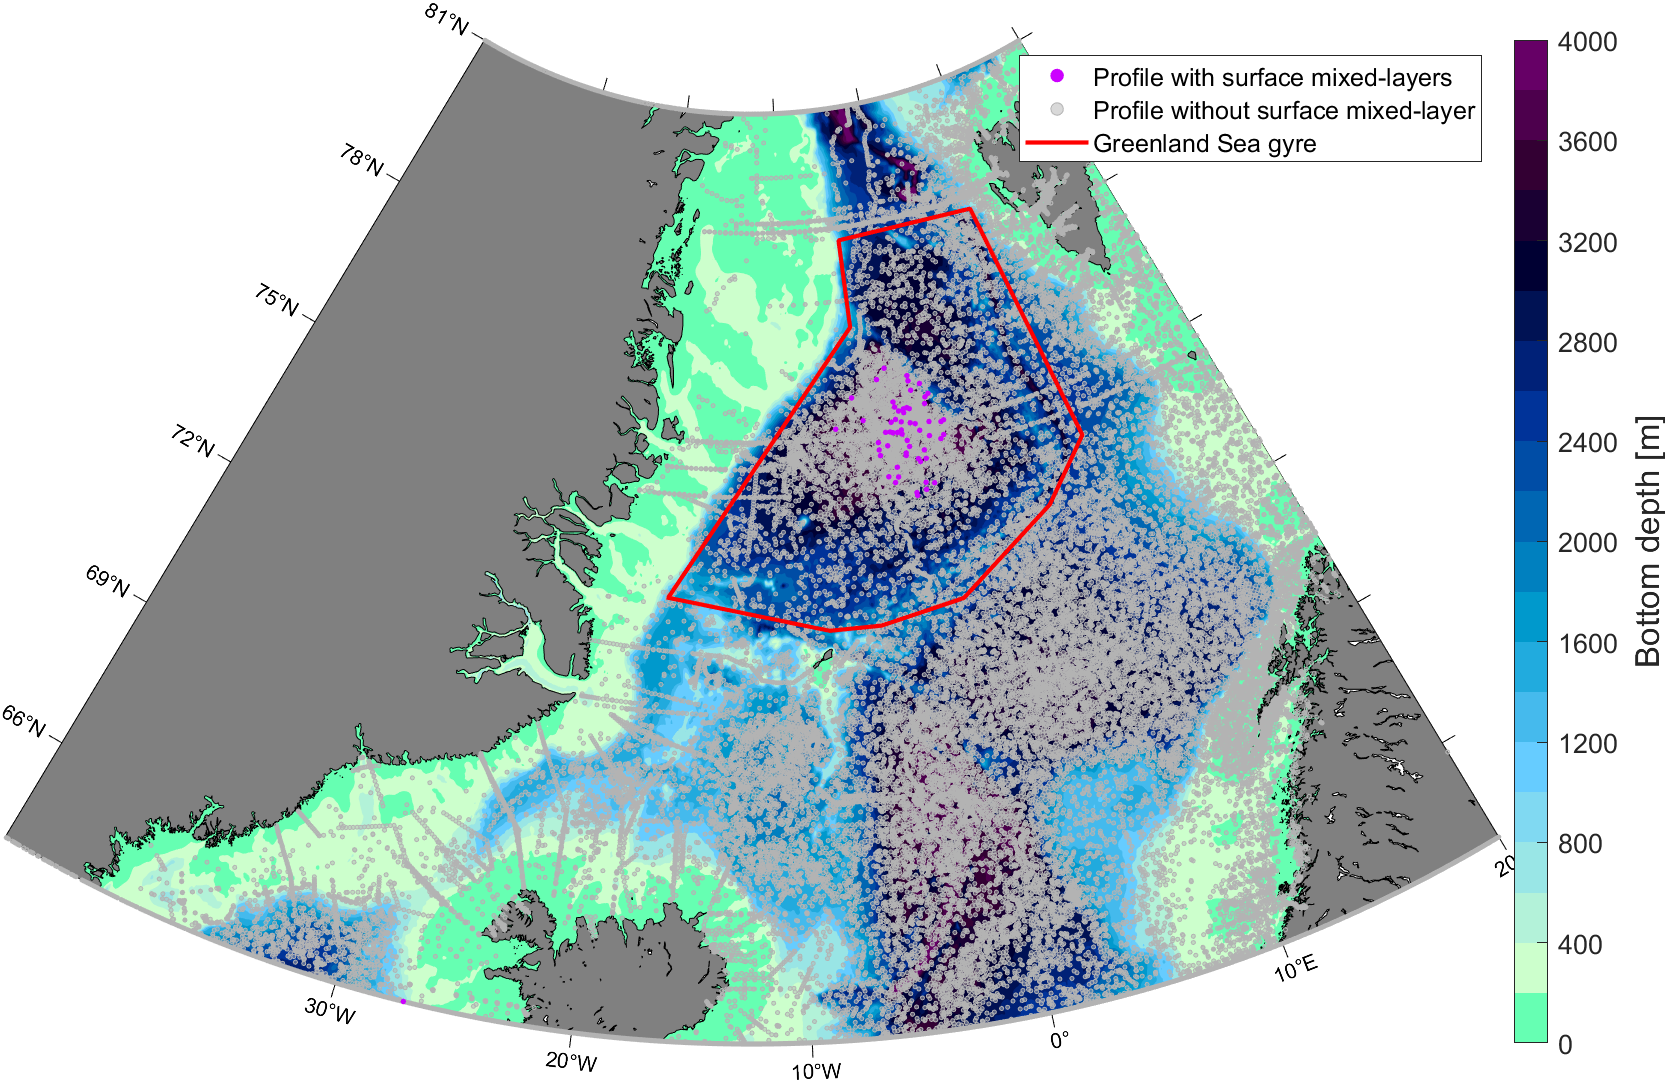 81°N
78°N
75°N
72°N
69°N
66°N
30°W
20°W
10°W
0°
10°E
20
Profile with surface mixed-layers
Profile without surface mixed-layer
Greenland Sea gyre
4000
3600
3200
2800
2400
2000
1600
1200
800
400
0
Bottom depth [m]